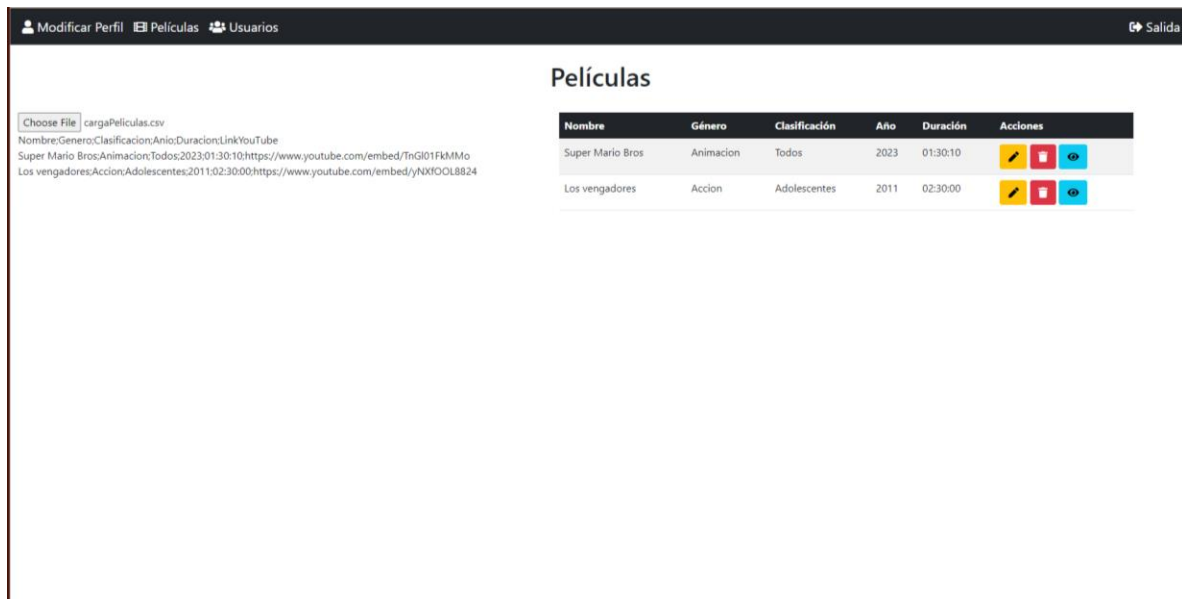 Modificar Perfil Películas Usuarios Salida
Películas
Choose File cargaPeliculas.csv
Nombre;Genero;Clasificacion;Anio;Duracion;LinkYouTube
Super Mario Bros;Animacion;Todos;2023;01:30:10;https://www.youtube.com/embed/TnGl01FkMMo
Los vengadores;Accion;Adolescentes;2011;02:30:00;https://www.youtube.com/embed/yNXfOOL8824
Nombre Género Clasificación Año Duración Acciones
Super Mario Bros Animacion Todos 2023 01:30:10
Los vengadores Accion Adolescentes 2011 02:30:00